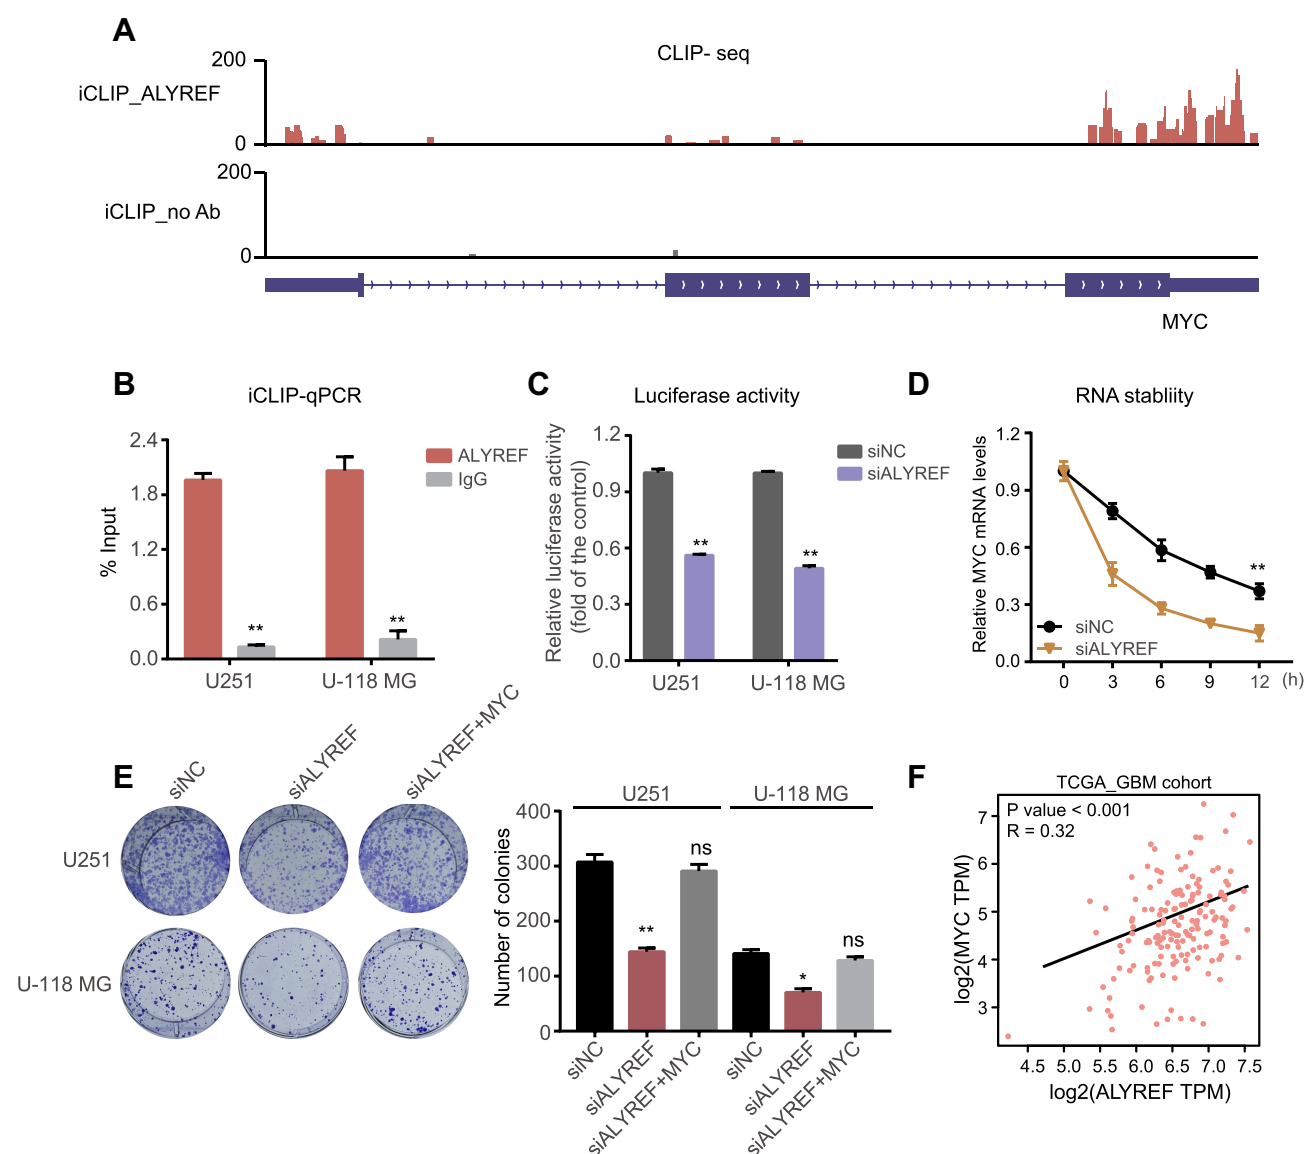 A
CLIP- seq
200
iCLIP_ALYREF
0
200
iCLIP_no Ab
0
MYC
B
iCLIP-qPCR
2.4
1.8
1.2
0.6
0.0
% Input
ALYREF
IgG
**
**
U251
U-118 MG
C
Luciferase activity
1.2
0.9
0.6
0.3
0.0
Relative luciferase activity
(fold of the control)
siNC
siALYREF
**
**
U251
U-118 MG
D
RNA stabliity
1.2
0.9
0.6
0.3
0.0
Relative MYC mRNA levels
**
siNC
siALYREF
0 3 6 9 12 (h)
E
siNC
siALYREF
siALYREF+MYC
U251
U-118 MG
U251
U-118 MG
400
300
200
100
0
Number of colonies
**
ns
*
ns
siNC
siALYREF
siALYREF+MYC
siNC
siALYREF
siALYREF+MYC
F
TCGA_GBM cohort
P value < 0.001
R = 0.32
7
6
5
4
3
log2(MYC TPM)
4.5 5.0 5.5 6.0 6.5 7.0 7.5
log2(ALYREF TPM)